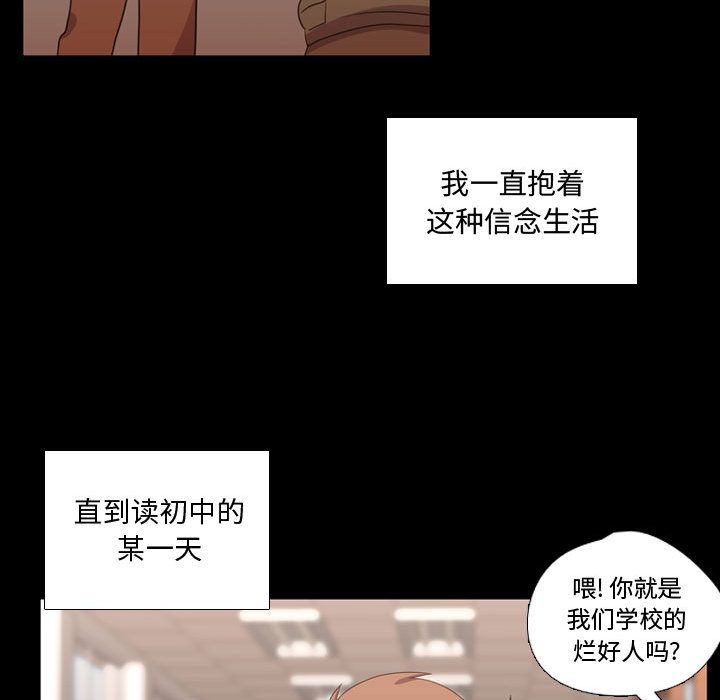 我一直抱着
这种信念生活
直到读初中的
某一天
喂!你就是
我们学校的
烂好人吗?